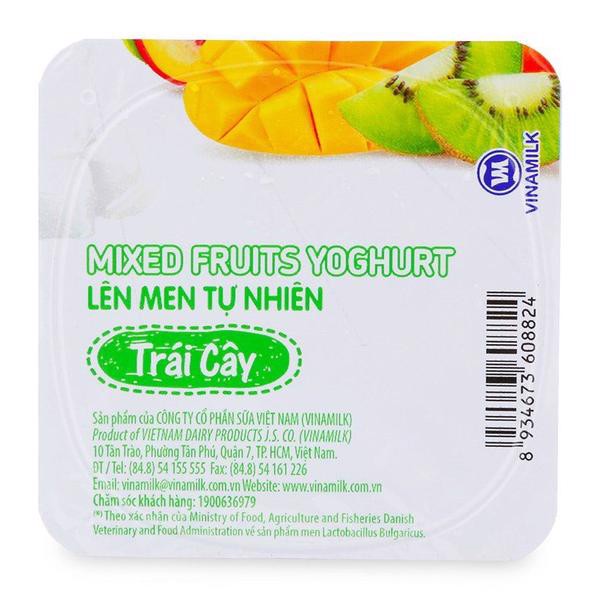 VINAMILK
MIXED FRUITS YOGHURT
LÊN MEN TỰ NHIÊN
Trái Cây
Sản phẩm của CÔNG TY CỔ PHẦN SỮA VIỆT NAM (VINAMILK)
Product of VIETNAM DAIRY PRODUCTS J.S. CO. (VINAMILK)
10 Tân Trào, Phường Tân Phú, Quận 7, TP. HCM, Việt Nam.
ĐT / Tel: (84.8) 54 155 555 Fax: (84.8) 54 161 226
Email: vinamilk@vinamilk.com.vn Website: www.vinamilk.com.vn
Chăm sóc khách hàng: 1900636979
(*) Theo xác nhận của Ministry of Food, Agriculture and Fisheries Danish
Veterinary and Food Administration về sản phẩm men Lactobacillus Bulgaricus.
8 934673 608824